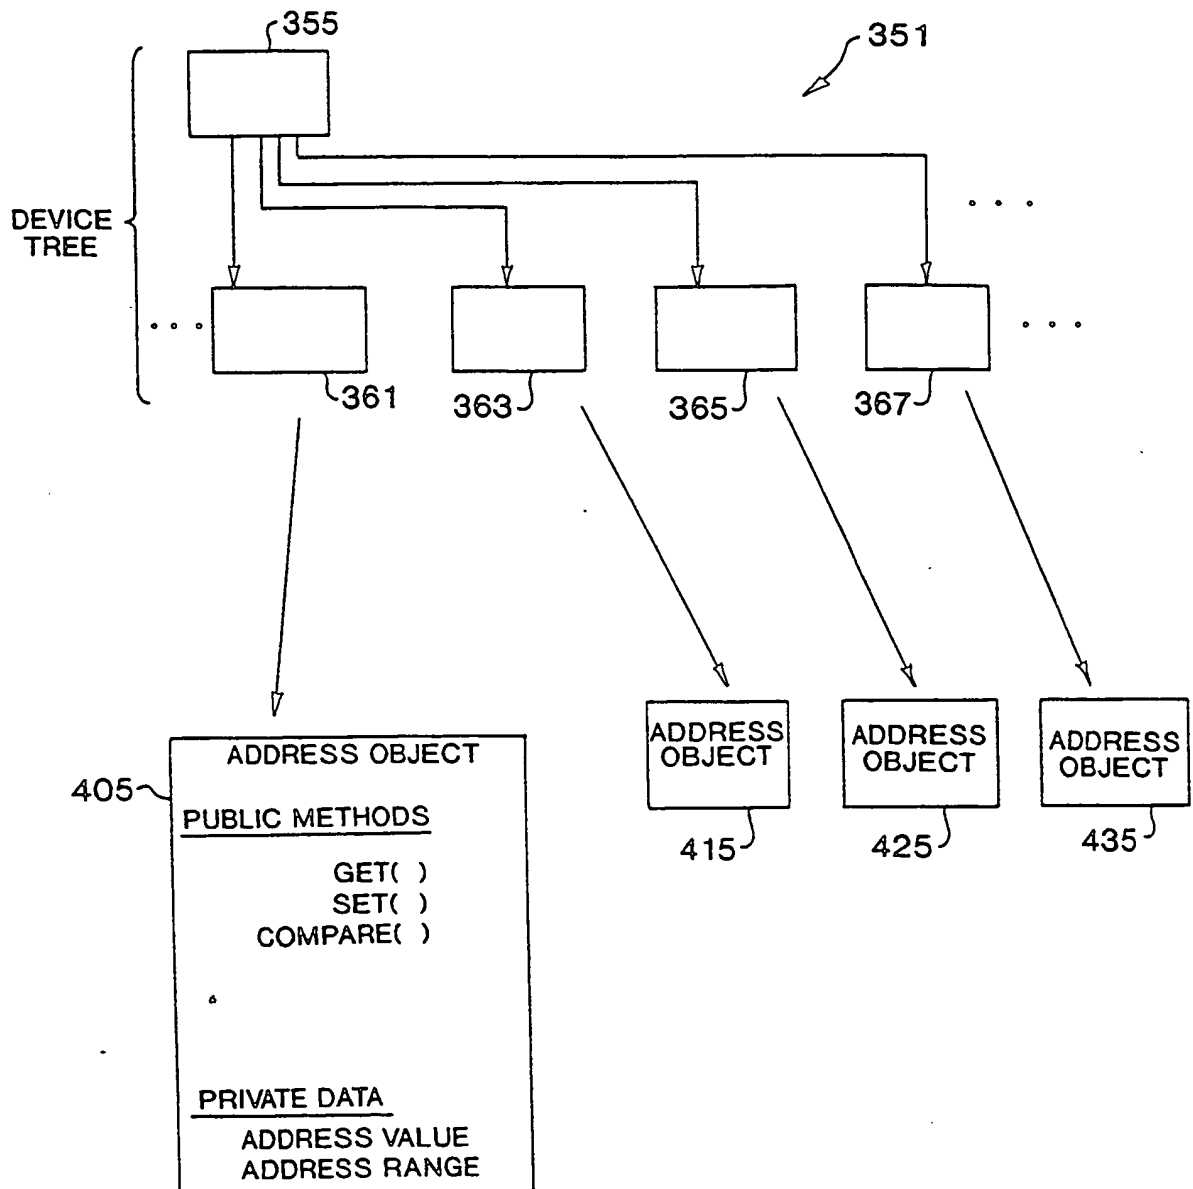 355
351
DEVICE
TREE
361
363
365
367
ADDRESS OBJECT
405
PUBLIC METHODS
GET( )
SET( )
COMPARE( )
PRIVATE DATA
ADDRESS VALUE
ADDRESS RANGE
ADDRESS
OBJECT
415
ADDRESS
OBJECT
425
ADDRESS
OBJECT
435